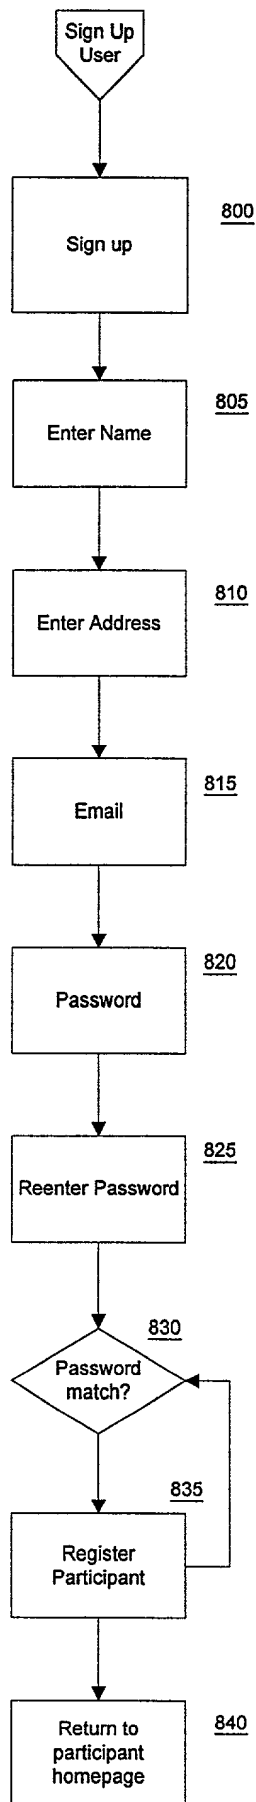 Sign Up
User
800
Sign up
805
Enter Name
810
Enter Address
815
Email
820
Password
825
Reenter Password
830
Password
match?
835
Register
Participant
840
Return to
participant
homepage